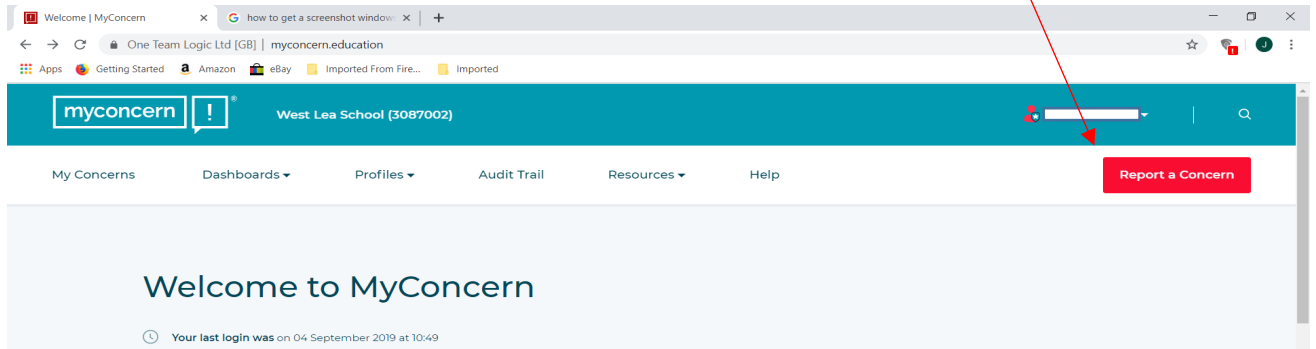 Welcome | MyConcern
how to get a screenshot window
One Team Logic Ltd [GB] | myconcern.education
J
Apps Getting Started Amazon eBay Imported From Fire... Imported
myconcern ! ® West Lea School (3087002)
My Concerns Dashboards Profiles Audit Trail Resources Help Report a Concern
Welcome to MyConcern
Your last login was on 04 September 2019 at 10:49